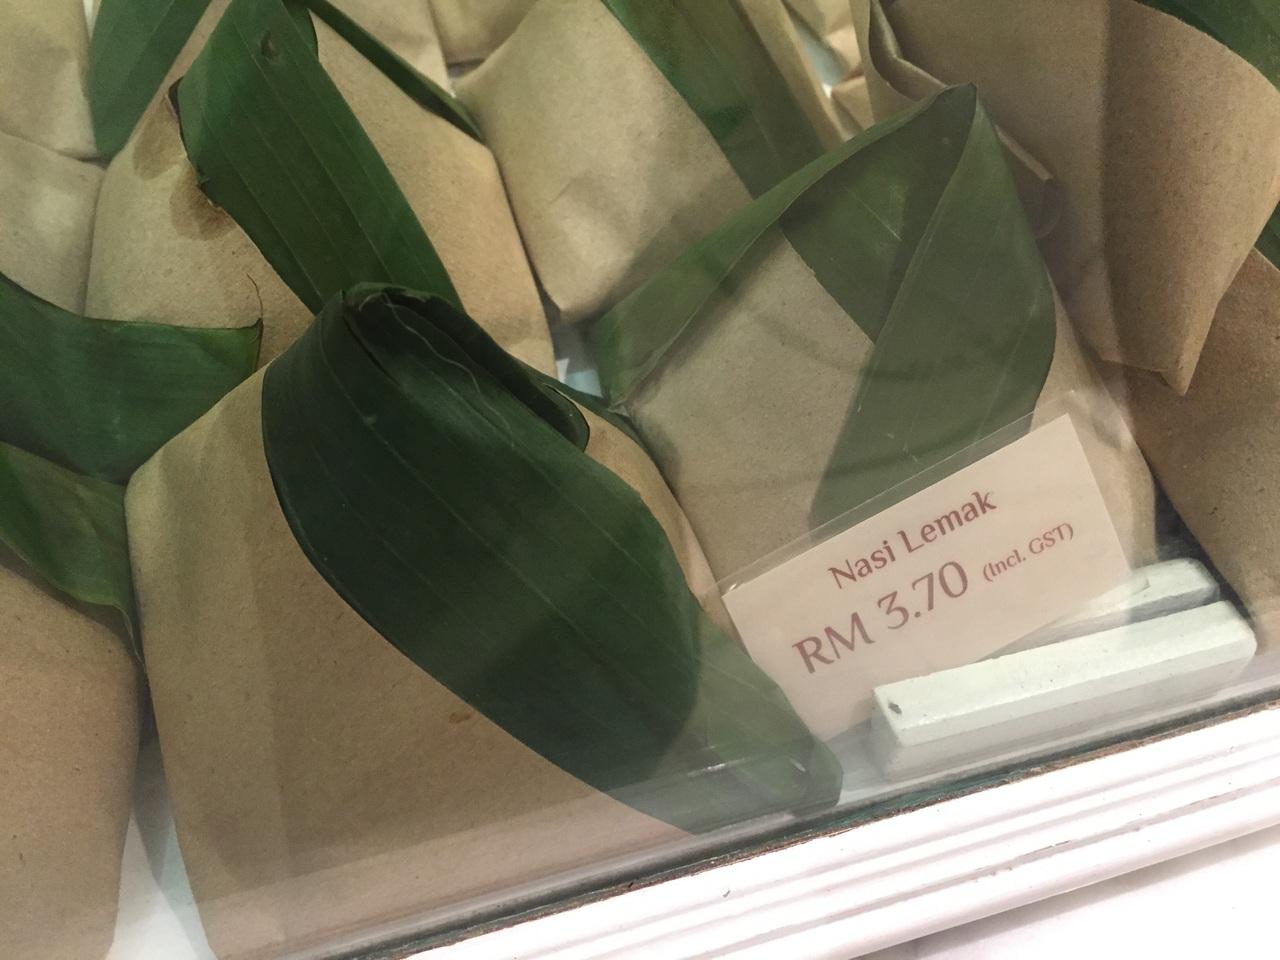 Nasi Lemak
RM 3.70 (Incl. GST)